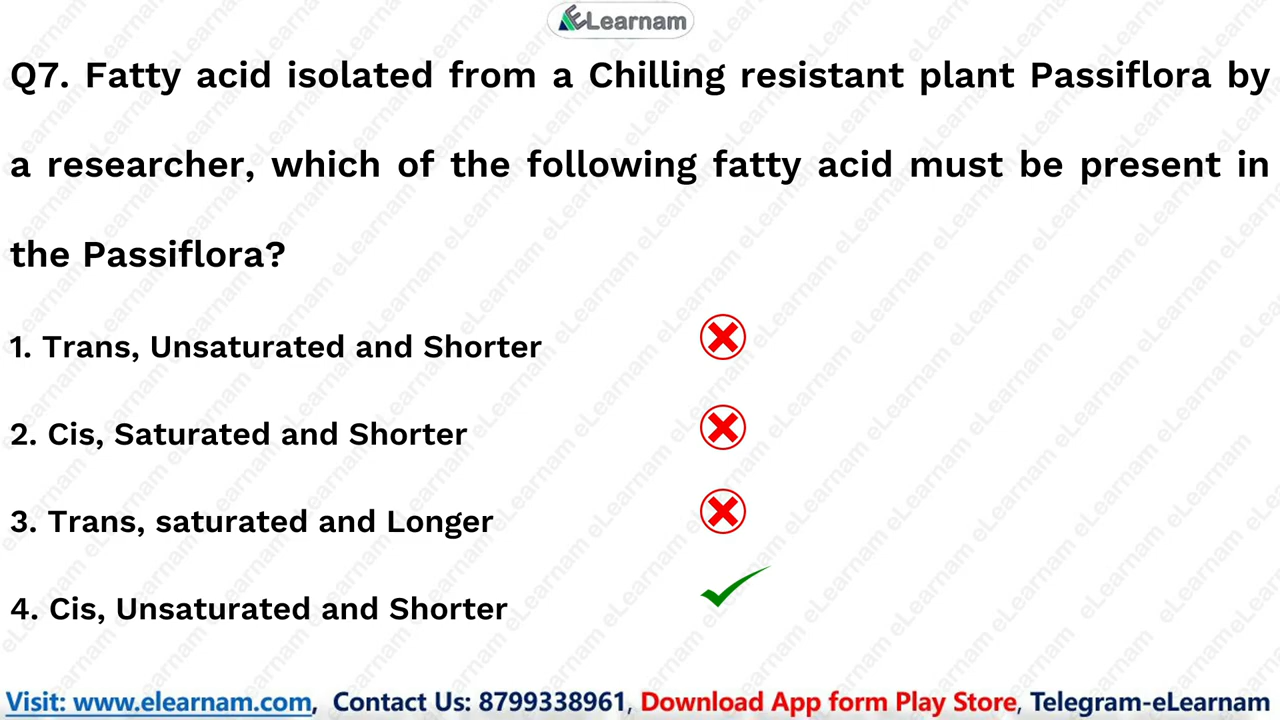 eLearnam
Q7. Fatty acid isolated from a Chilling resistant plant Passiflora by
a researcher, which of the following fatty acid must be present in
the Passiflora?
1. Trans, Unsaturated and Shorter
2. Cis, Saturated and Shorter
3. Trans, saturated and Longer
4. Cis, Unsaturated and Shorter
Visit: www.elearnam.com, Contact Us: 8799338961, Download App form Play Store, Telegram-eLearnam